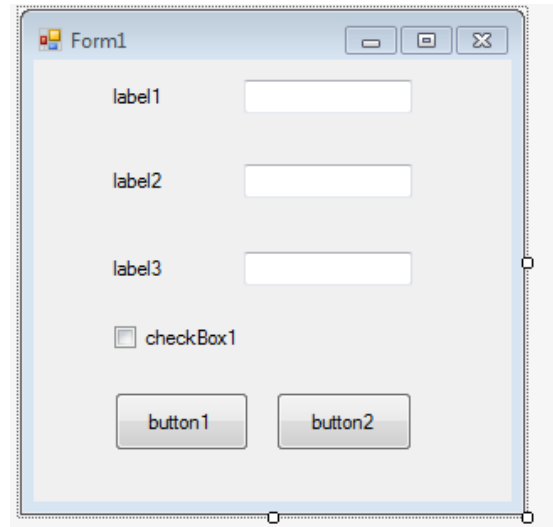 Form1
label1
label2
label3
checkBox1
button1 button2